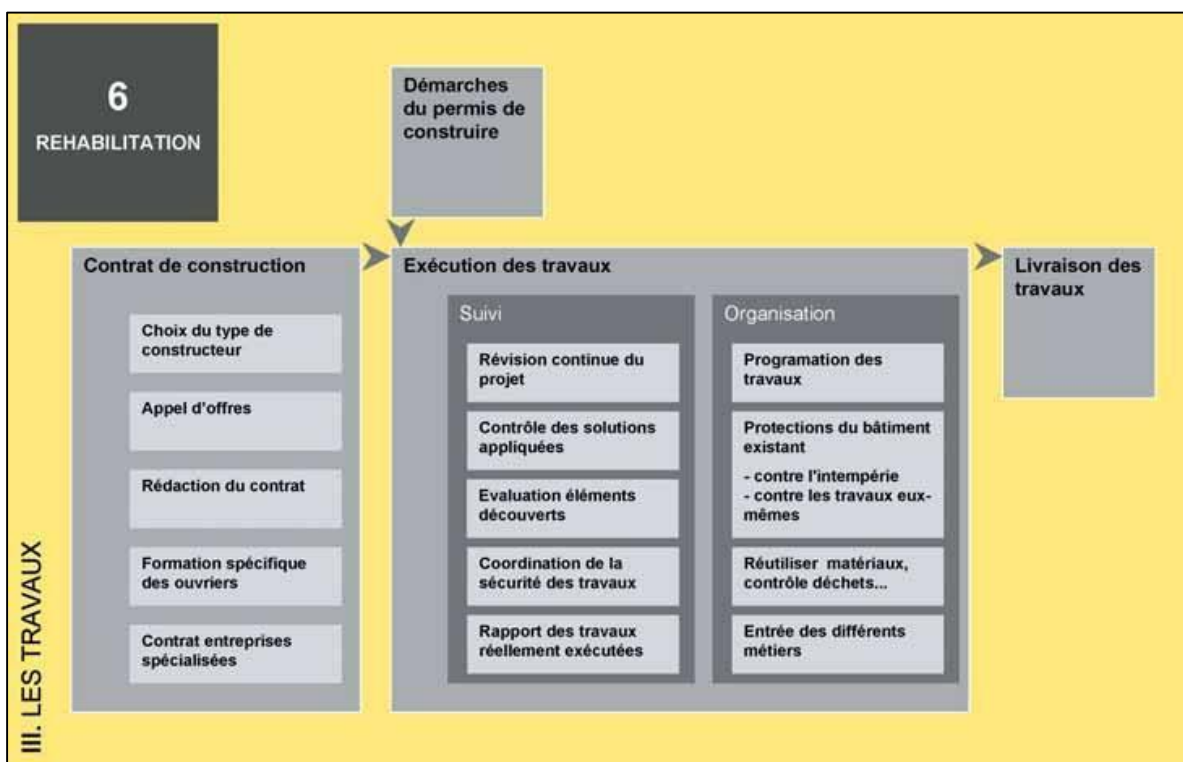 6
REHABILITATION
Démarches
du permis de
construire
Contrat de construction
Choix du type de
constructeur
Appel d'offres
Rédaction du contrat
Formation spécifique
des ouvriers
Contrat entreprises
spécialisées
Exécution des travaux
Suivi
Révision continue du
projet
Contrôle des solutions
appliquées
Evaluation éléments
découverts
Coordination de la
sécurité des travaux
Rapport des travaux
réellement exécutées
Organisation
Programation des
travaux
Protections du bâtiment
existant
- contre l'intempérie
- contre les travaux eux-
mêmes
Réutiliser matériaux,
contrôle déchets...
Entrée des différents
métiers
Livraison des
travaux
III. LES TRAVAUX